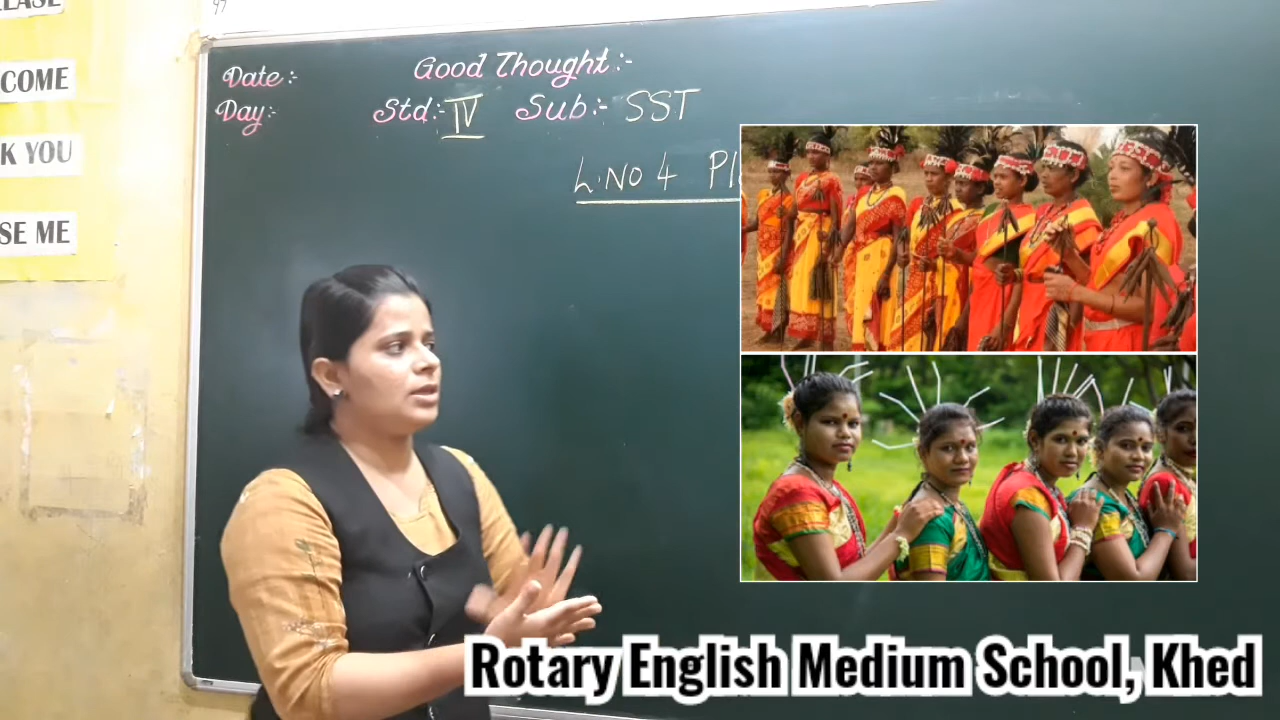 COME
K YOU
SE ME
Date:-
Good Thought:-
Day:-
Std:- IV
Sub:- SST
L.NO 4
Rotary English Medium School, Khed